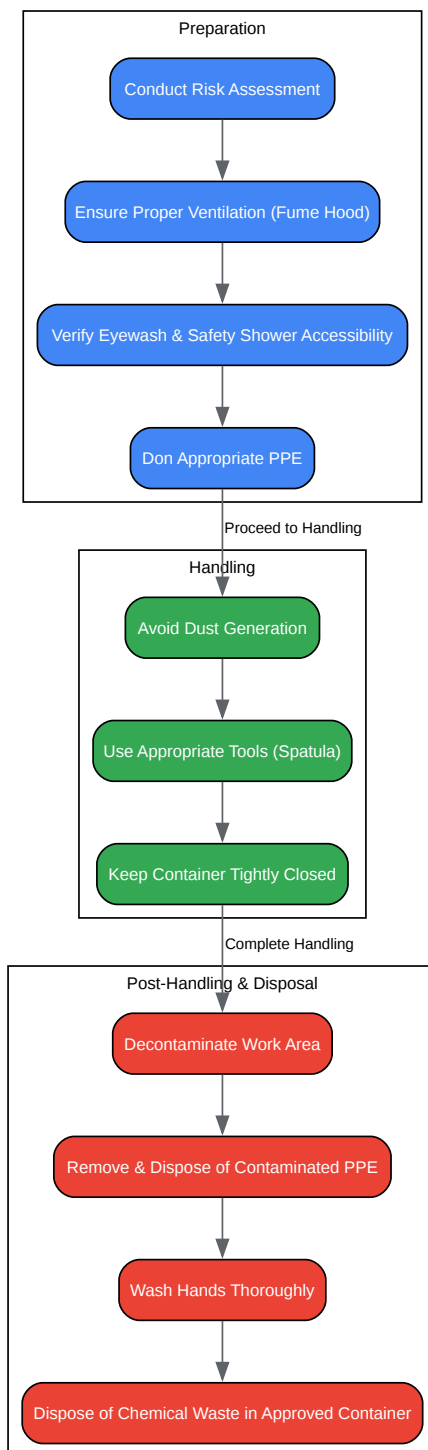 Preparation
Conduct Risk Assessment
Ensure Proper Ventilation (Fume Hood)
Verify Eyewash & Safety Shower Accessibility
Don Appropriate PPE
Proceed to Handling
Handling
Avoid Dust Generation
Use Appropriate Tools (Spatula)
Keep Container Tightly Closed
Complete Handling
Post-Handling & Disposal
Decontaminate Work Area
Remove & Dispose of Contaminated PPE
Wash Hands Thoroughly
Dispose of Chemical Waste in Approved Container